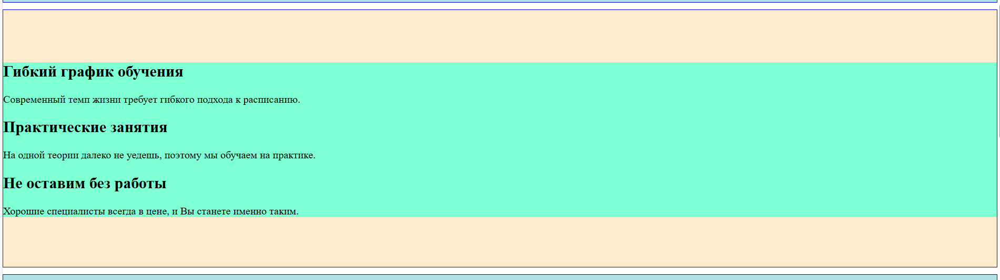 Гибкий график обучения
Современный темп жизни требует гибкого подхода к расписанию.
Практические занятия
На одной теории далеко не уедешь, поэтому мы обучаем на практике.
Не оставим без работы
Хорошие специалисты всегда в цене, и Вы станете именно таким.